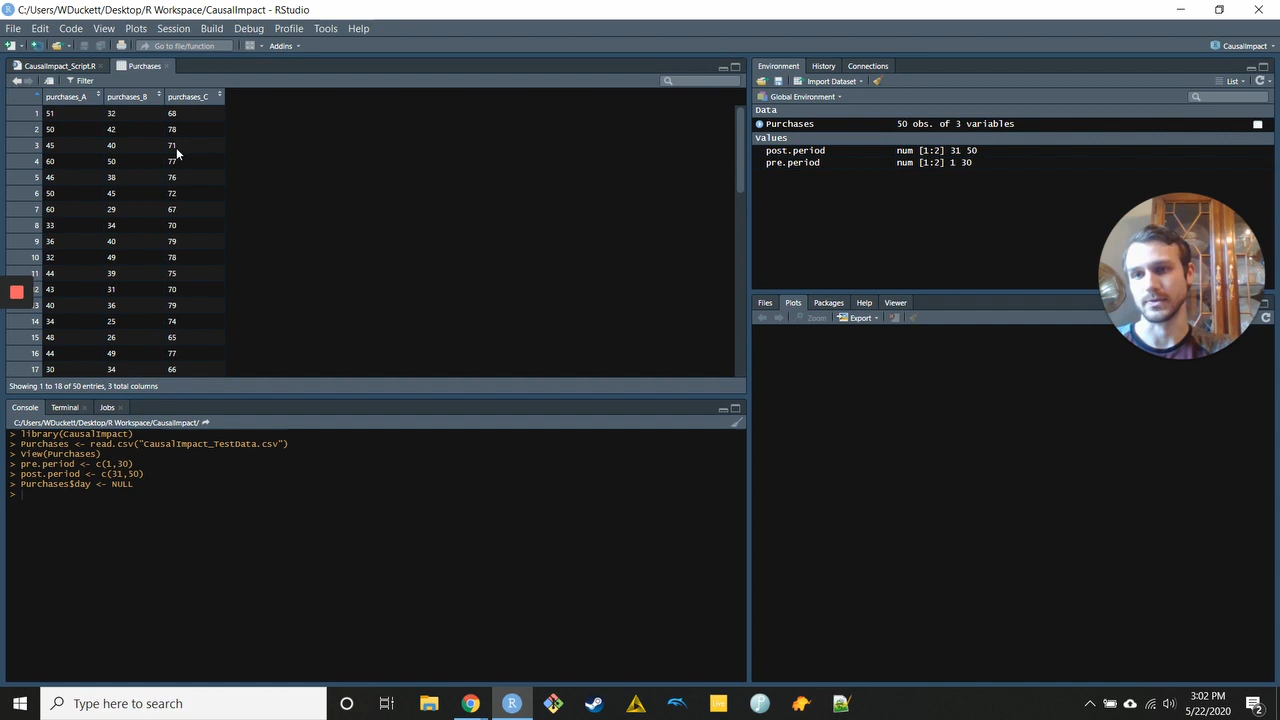 C:/Users/WDuckett/Desktop/R Workspace/CausalImpact - RStudio
File Edit Code View Plots Session Build Debug Profile Tools Help
Go to file/function Addins CausalImpact
CausalImpact_Script.R Purchases
Filter
purchases_A purchases_B purchases_C
1 51 32 68
2 50 42 78
3 45 40 71
4 60 50 77
5 46 38 76
6 50 45 72
7 60 29 67
8 33 34 70
9 36 40 79
10 32 49 78
11 44 39 75
2 43 31 70
3 40 36 79
14 34 25 74
15 48 26 65
16 44 49 77
17 30 34 66
Showing 1 to 18 of 50 entries, 3 total columns
Console Terminal Jobs
C:/Users/WDuckett/Desktop/R Workspace/CausalImpact/
> library(CausalImpact)
> Purchases <- read.csv("CausalImpact_TestData.csv")
> View(Purchases)
> pre.period <- c(1,30)
> post.period <- c(31,50)
> Purchases$day <- NULL
>
Environment History Connections
Import Dataset List
Global Environment
Data
Purchases 50 obs. of 3 variables
Values
post.period num [1:2] 31 50
pre.period num [1:2] 1 30
Files Plots Packages Help Viewer
Zoom Export
Type here to search
Live
3:02 PM
5/22/2020
2